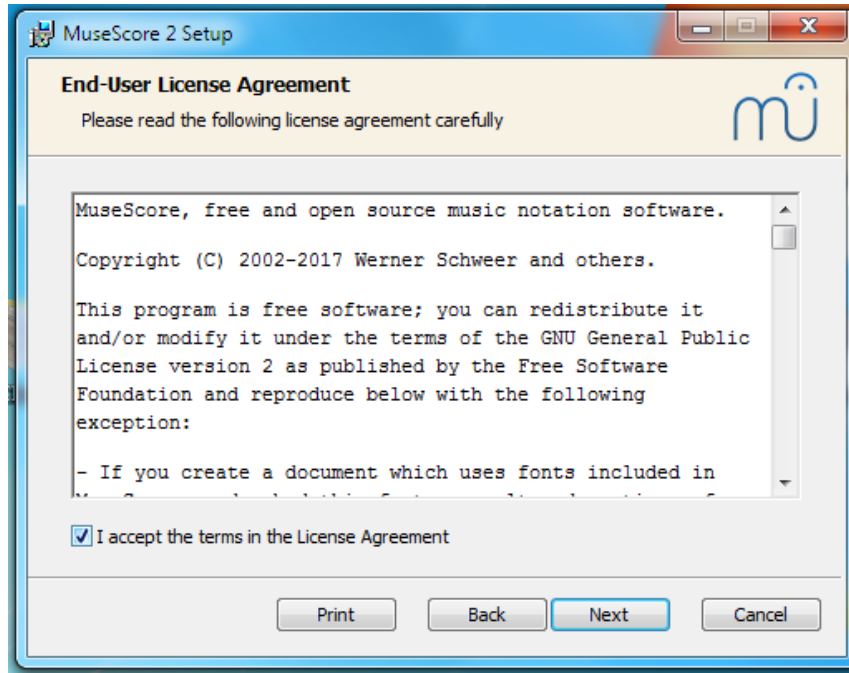 MuseScore 2 Setup
End-User License Agreement
Please read the following license agreement carefully
MuseScore, free and open source music notation software.
Copyright (C) 2002-2017 Werner Schweer and others.
This program is free software; you can redistribute it
and/or modify it under the terms of the GNU General Public
License version 2 as published by the Free Software
Foundation and reproduce below with the following
exception:
- If you create a document which uses fonts included in
I accept the terms in the License Agreement
Print Back Next Cancel